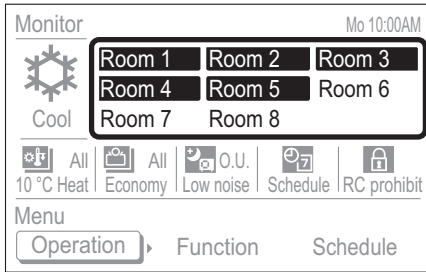 Monitor Mo 10:00AM
Room 1 Room 2 Room 3
Room 4 Room 5 Room 6
Cool Room 7 Room 8
All All O.U. 7
10 °C Heat Economy Low noise Schedule RC prohibit
Menu
Operation Function Schedule